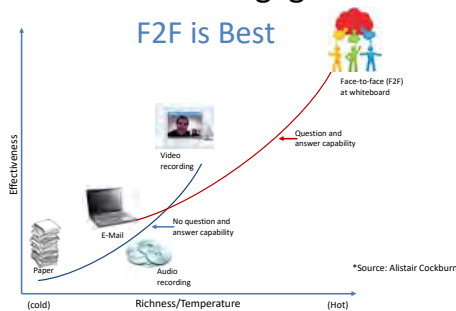 F2F is Best
Face-to-face (F2F)
at whiteboard
Question and
answer capability
Video
recording
Effectiveness
E-Mail
No question and
answer capability
Paper
Audio
recording
*Source: Alistair Cockburn
(cold)
Richness/Temperature
(Hot)